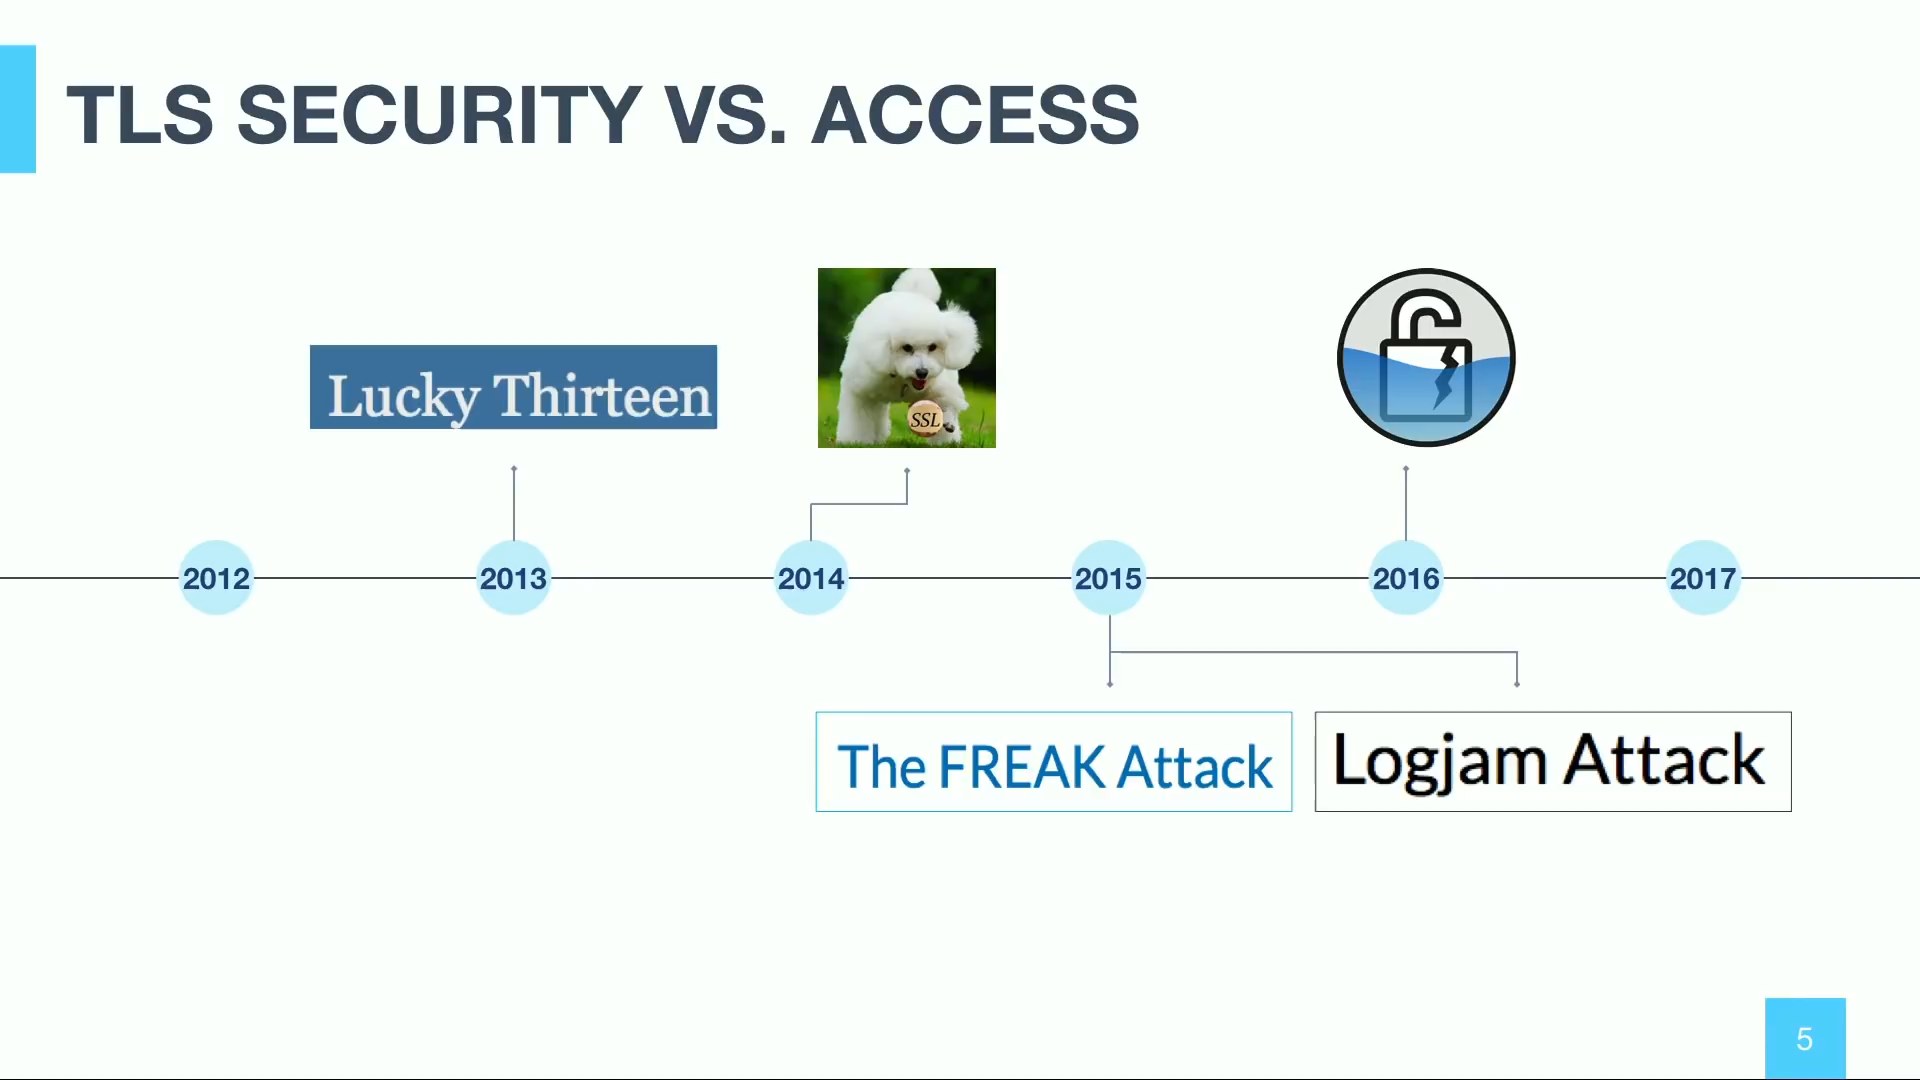 TLS SECURITY VS. ACCESS
Lucky Thirteen
SSL
2012
2013
2014
2015
2016
2017
The FREAK Attack
Logjam Attack
5